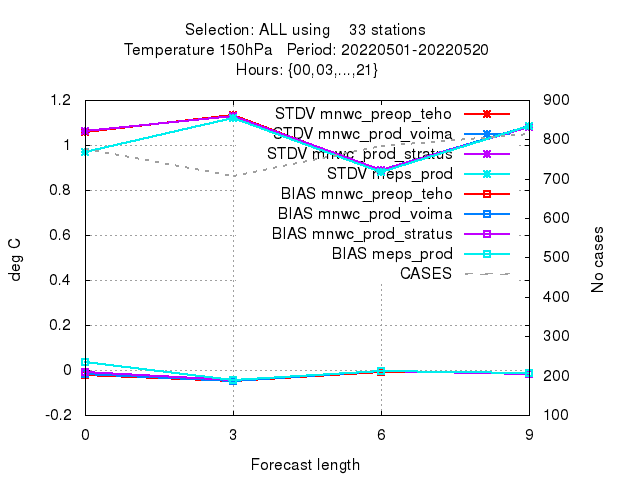 Selection: ALL using 33 stations
Temperature 150hPa Period: 20220501-20220520
Hours: {00,03,...,21}
1.2
1
0.8
0.6
0.4
0.2
0
-0.2
deg C
STDV mnwc_preop_teho
STDV mnwc_prod_voima
STDV mnwc_prod_stratus
STDV meps_prod
BIAS mnwc_preop_teho
BIAS mnwc_prod_voima
BIAS mnwc_prod_stratus
BIAS meps_prod
CASES
900
800
700
600
500
400
300
200
100
No cases
0 3 6 9
Forecast length